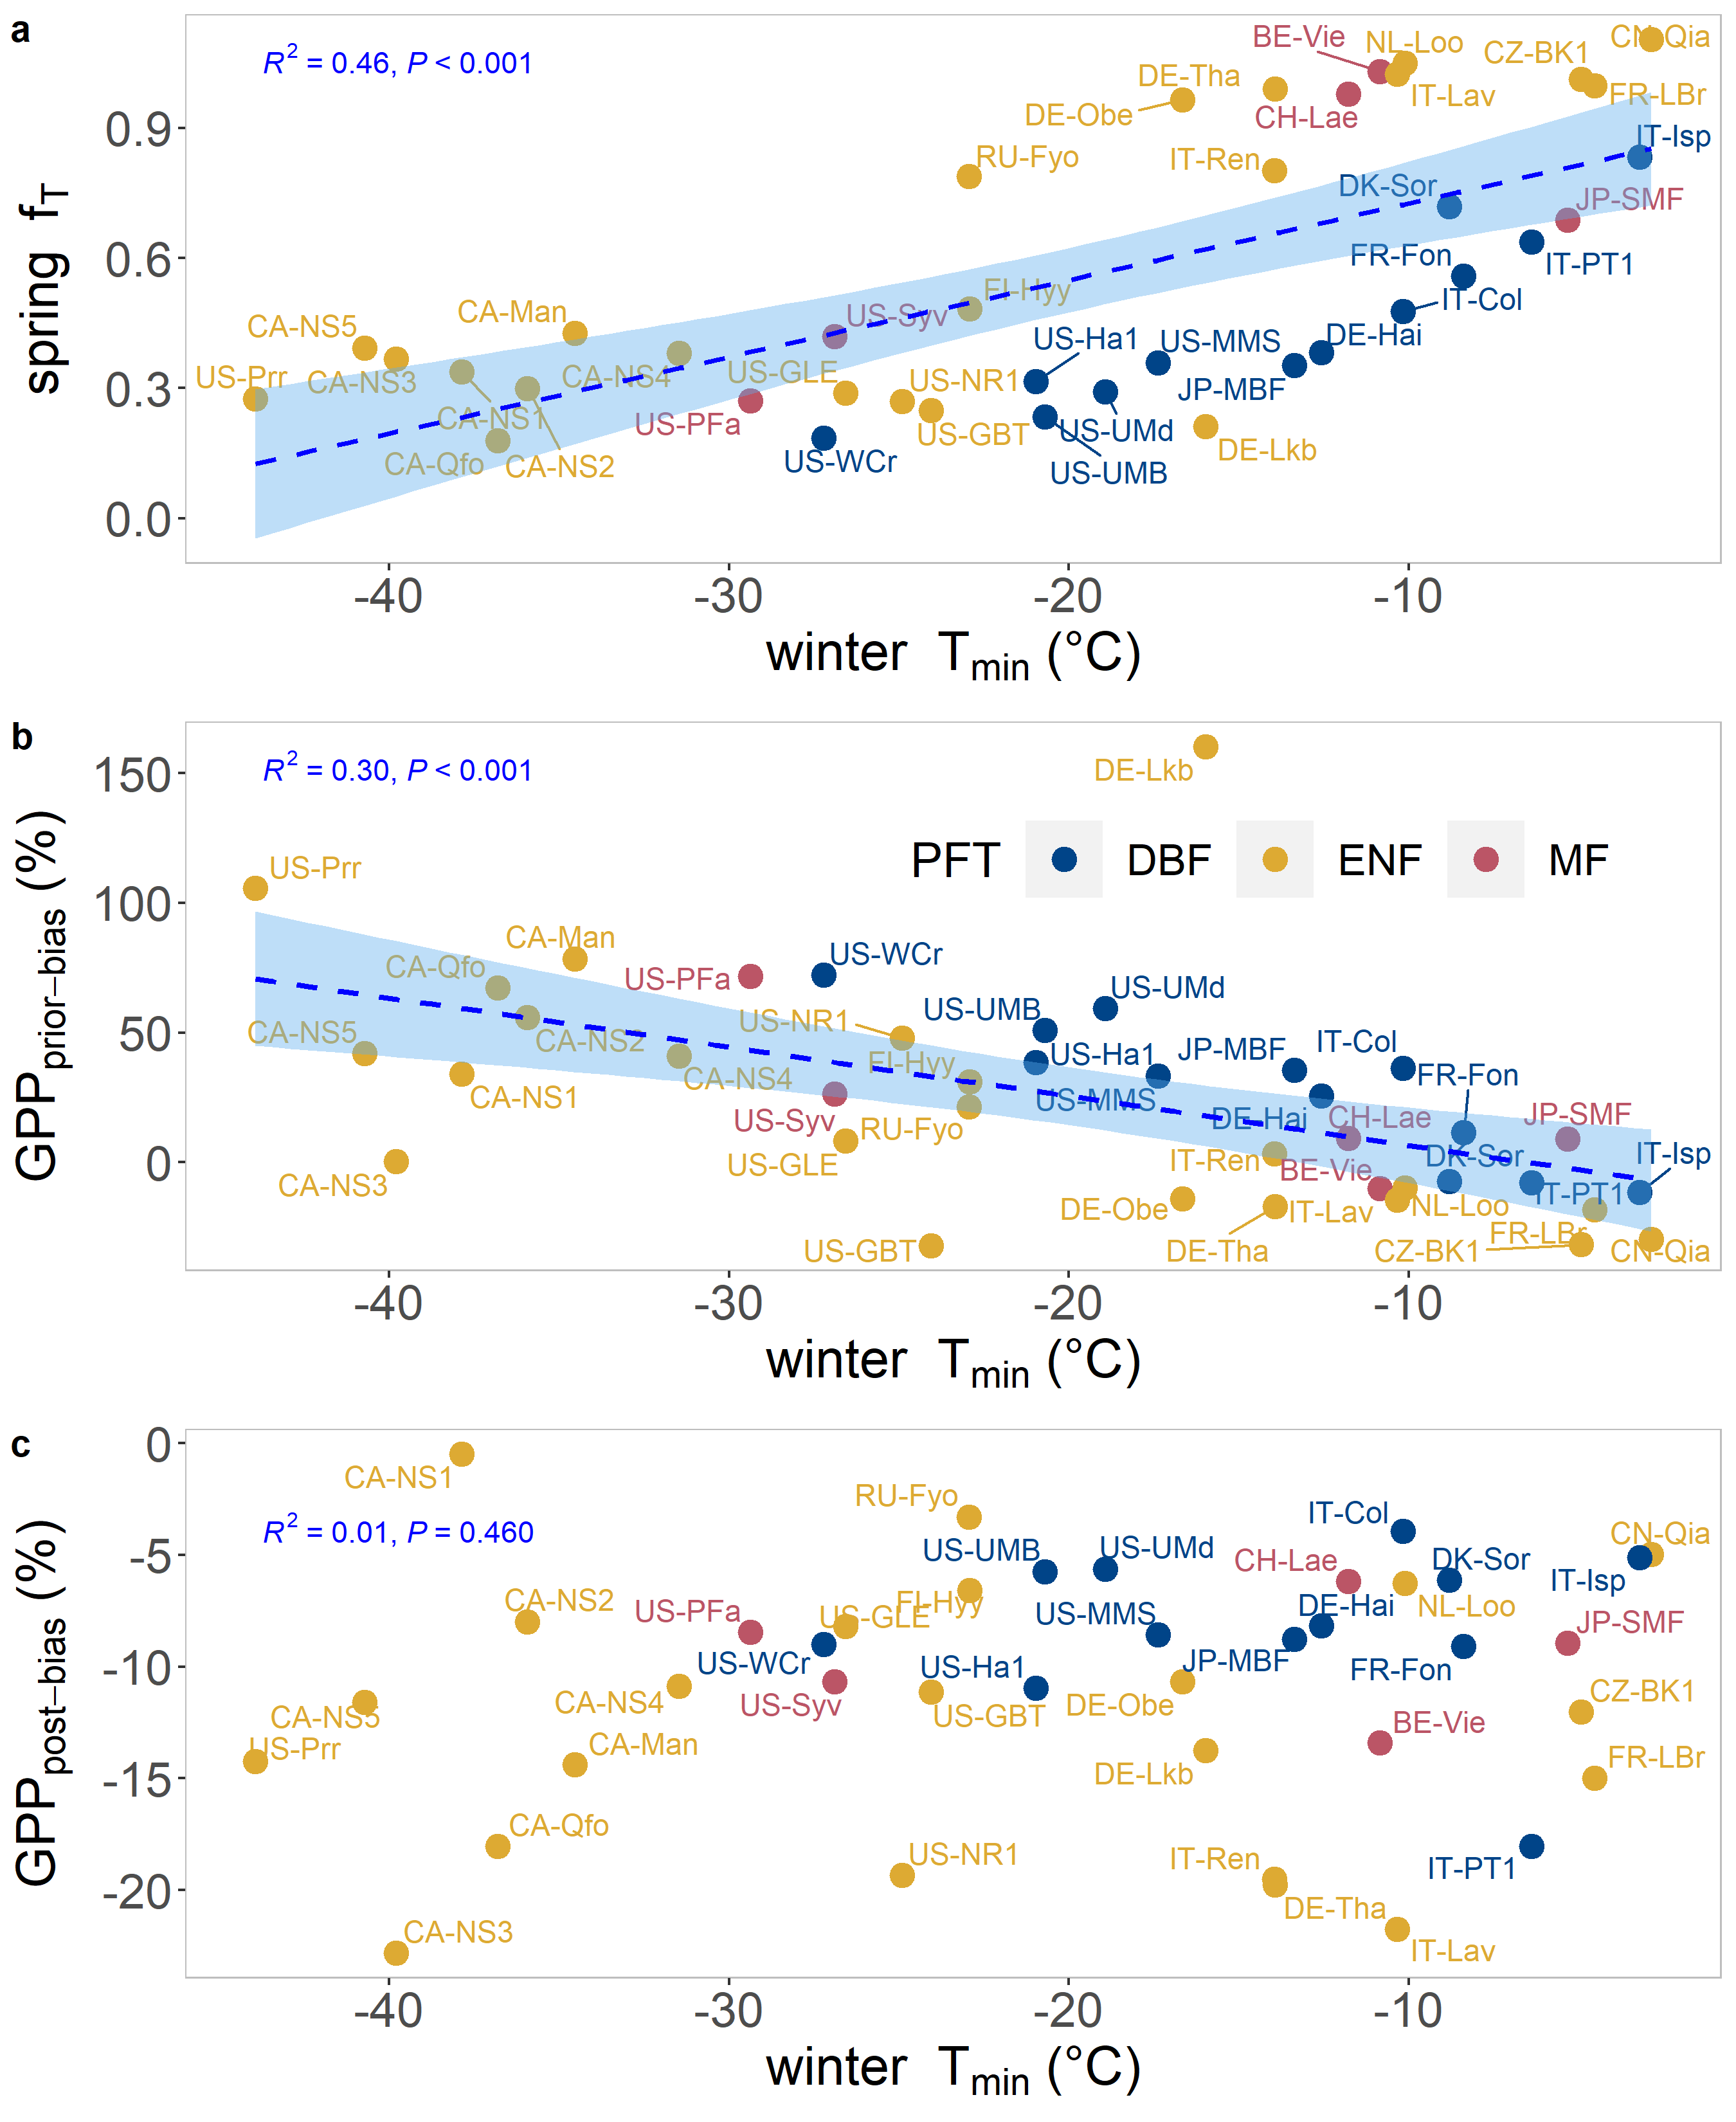 a
R² = 0.46, P < 0.001
BE-Vie
NL-Loo
CZ-BK1
CN-Qia
DE-Tha
IT-Lav
FR-LBr
DE-Obe
CH-Lae
0.9
RU-Fyo
IT-Ren
IT-Isp
DK-Sor
JP-SMF
spring fT
0.6
FR-Fon
IT-PT1
FI-Hyy
IT-Col
CA-NS5
CA-Man
US-Syv
US-Ha1
US-MMS
DE-Hai
US-Prr
CA-NS3
CA-NS4
US-GLE
US-NR1
JP-MBF
0.3
CA-NS1
US-PFa
US-GBT
US-UMd
DE-Lkb
CA-Qfo
CA-NS2
US-WCr
US-UMB
0.0
-40
-30
-20
-10
winter Tmin (°C)
b
R² = 0.30, P < 0.001
150
DE-Lkb
PFT
DBF
ENF
MF
US-Prr
100
GPPprior−bias (%)
CA-Man
US-WCr
CA-Qfo
US-PFa
US-UMd
US-NR1
US-UMB
50
CA-NS5
CA-NS2
FI-Hyy
US-Ha1
JP-MBF
IT-Col
CA-NS4
FR-Fon
CA-NS1
US-MMS
US-Syv
RU-Fyo
DE-Hai
CH-Lae
JP-SMF
0
US-GLE
IT-Ren
BE-Vie
DK-Sor
IT-Isp
CA-NS3
IT-PT1
DE-Obe
IT-Lav
NL-Loo
US-GBT
DE-Tha
CZ-BK1
FR-LBr
CN-Qia
-40
-30
-20
-10
winter Tmin (°C)
c
0
CA-NS1
RU-Fyo
R² = 0.01, P = 0.460
IT-Col
CN-Qia
-5
US-UMB
US-UMd
CH-Lae
DK-Sor
IT-Isp
CA-NS2
US-PFa
US-GLE
FI-Hyy
US-MMS
DE-Hai
NL-Loo
JP-SMF
GPPpost−bias (%)
-10
US-WCr
US-Ha1
JP-MBF
FR-Fon
CA-NS5
CA-NS4
US-Syv
US-GBT
DE-Obe
CZ-BK1
US-Prr
CA-Man
BE-Vie
-15
DE-Lkb
FR-LBr
CA-Qfo
US-NR1
IT-Ren
IT-PT1
-20
DE-Tha
CA-NS3
IT-Lav
-40
-30
-20
-10
winter Tmin (°C)